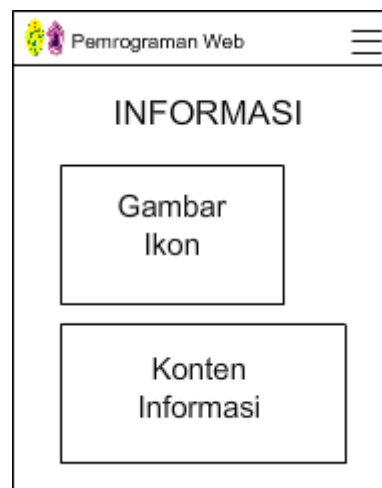 Pemrograman Web
INFORMASI
Gambar
Ikon
Konten
Informasi